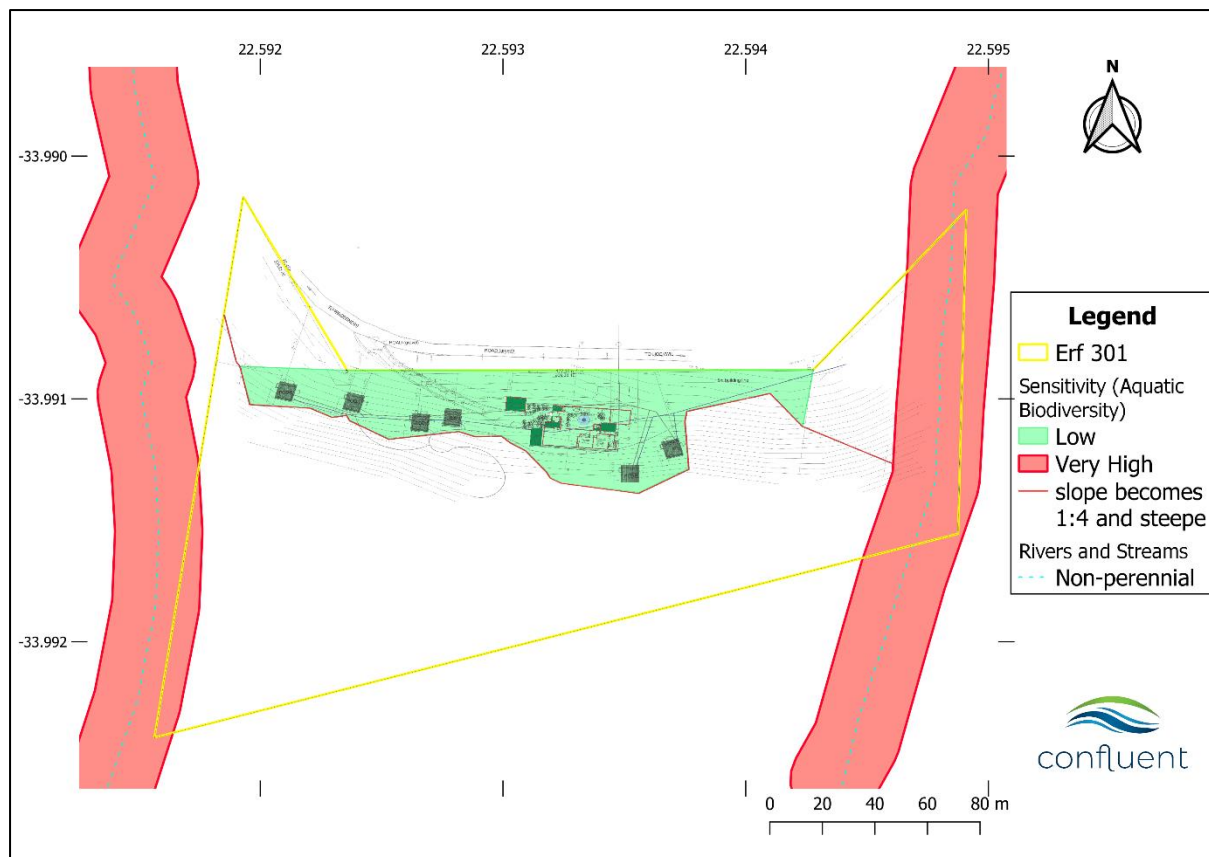 22.592
22.593
22.594
22.595
N
-33.990
-33.991
-33.992
Legend
Erf 301
Sensitivity (Aquatic
Biodiversity)
Low
Very High
slope becomes
1:4 and steepe
Rivers and Streams
Non-perennial
confluent
0 20 40 60 80 m